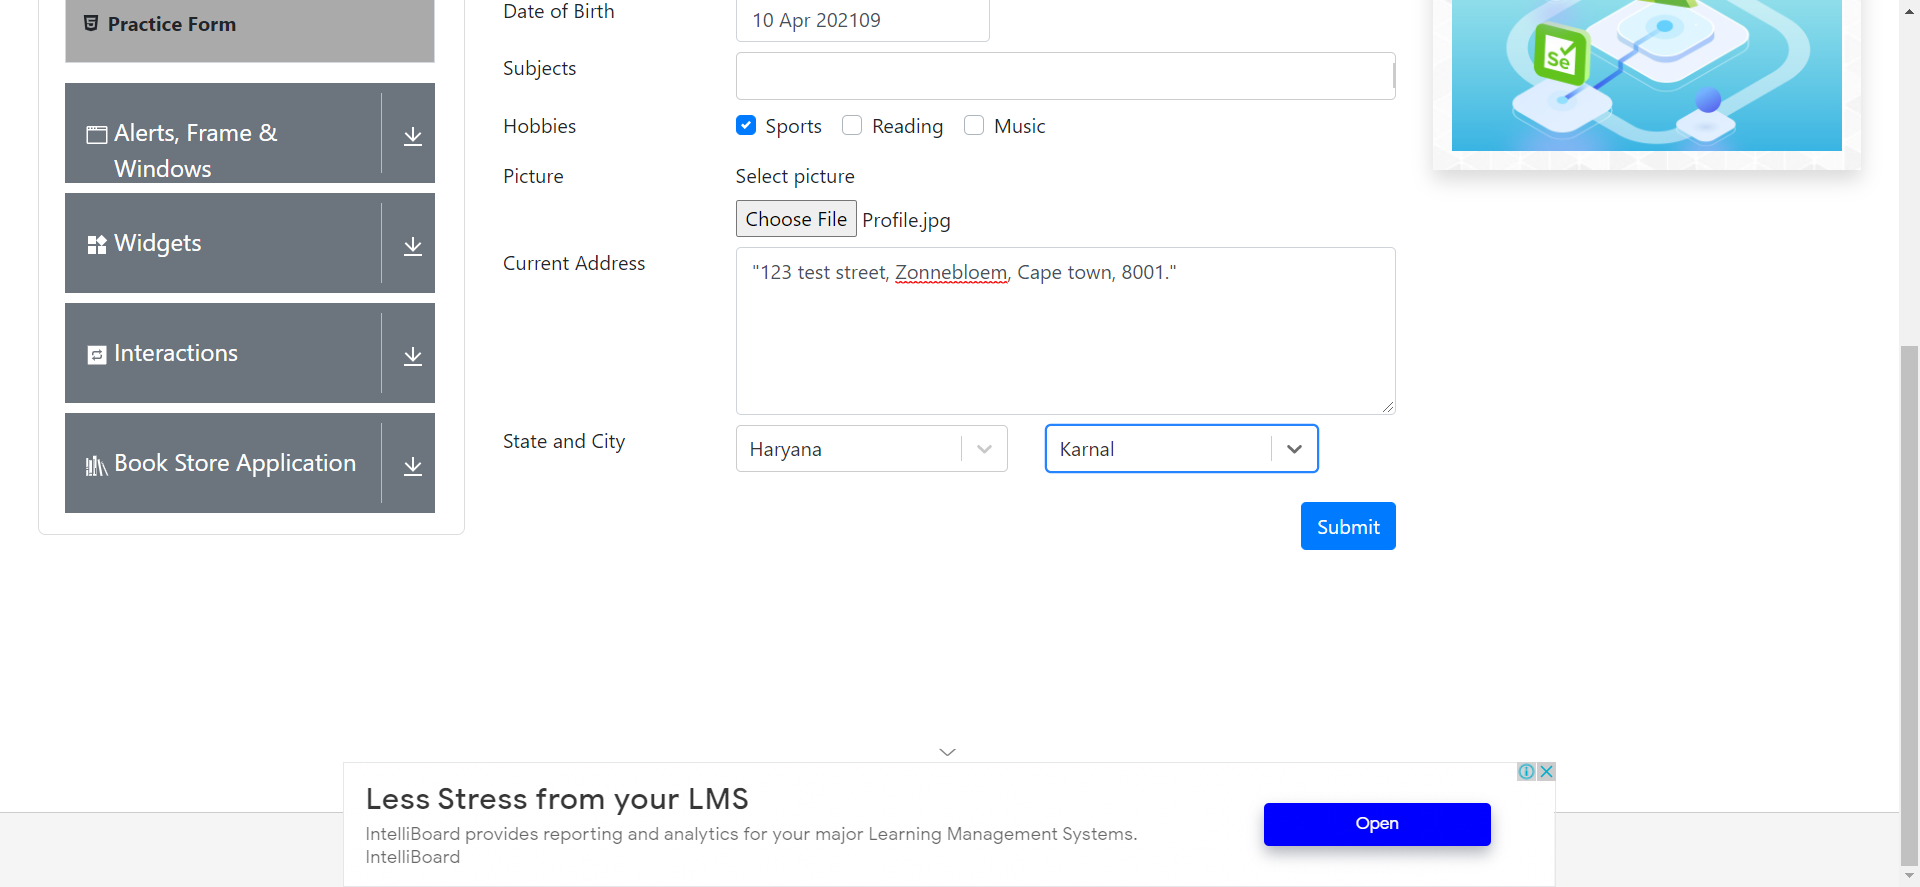 Practice Form
Alerts, Frame &
Windows
Widgets
Interactions
Book Store Application
Date of Birth
10 Apr 202109
Subjects
Hobbies
Sports
Reading
Music
Picture
Select picture
Choose File Profile.jpg
Current Address
"123 test street, Zonnebloem, Cape town, 8001."
State and City
Haryana
Karnal
Submit
Se
Less Stress from your LMS
IntelliBoard provides reporting and analytics for your major Learning Management Systems.
IntelliBoard
Open